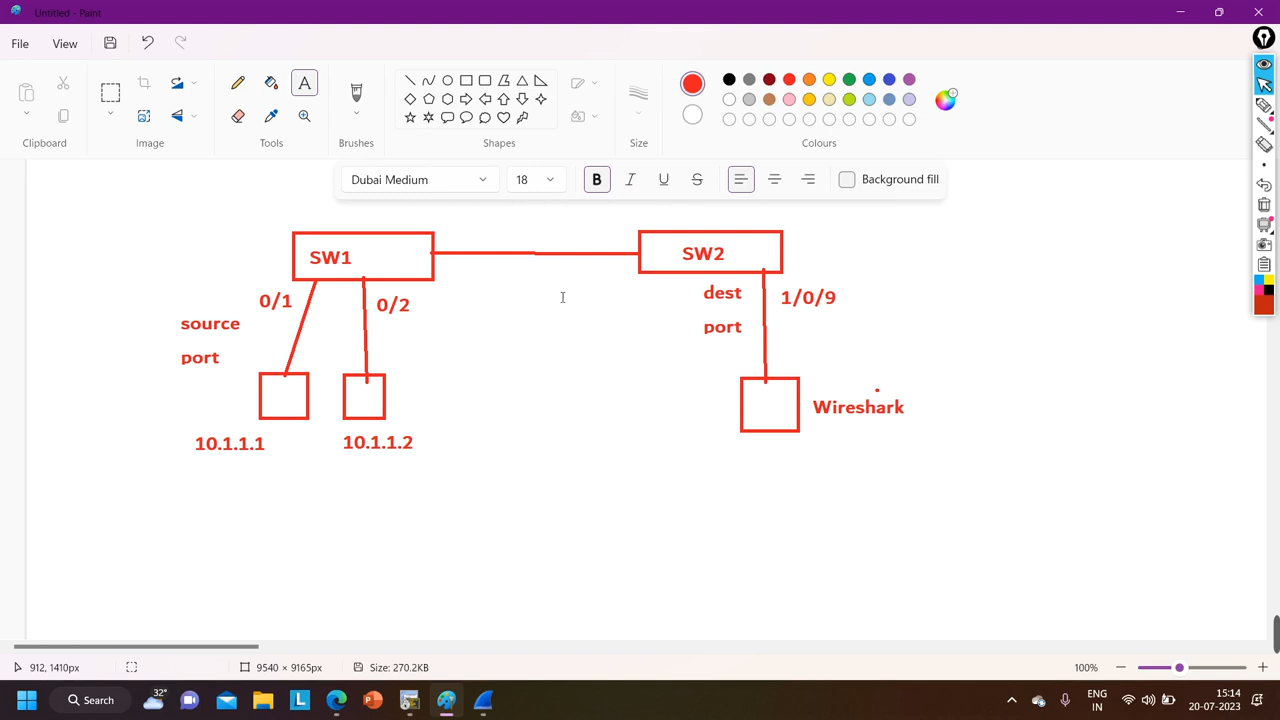 Untitled - Paint
File
View
Clipboard
Image
Tools
Brushes
Shapes
Size
Colours
Dubai Medium
18
B
I
U
S
Background fill
SW1
SW2
0/1
0/2
source
port
dest
port
1/0/9
10.1.1.1
10.1.1.2
Wireshark
912, 1410px
9540 × 9165px
Size: 270.2KB
100%
Search
32°
ENG
IN
15:14
20-07-2023